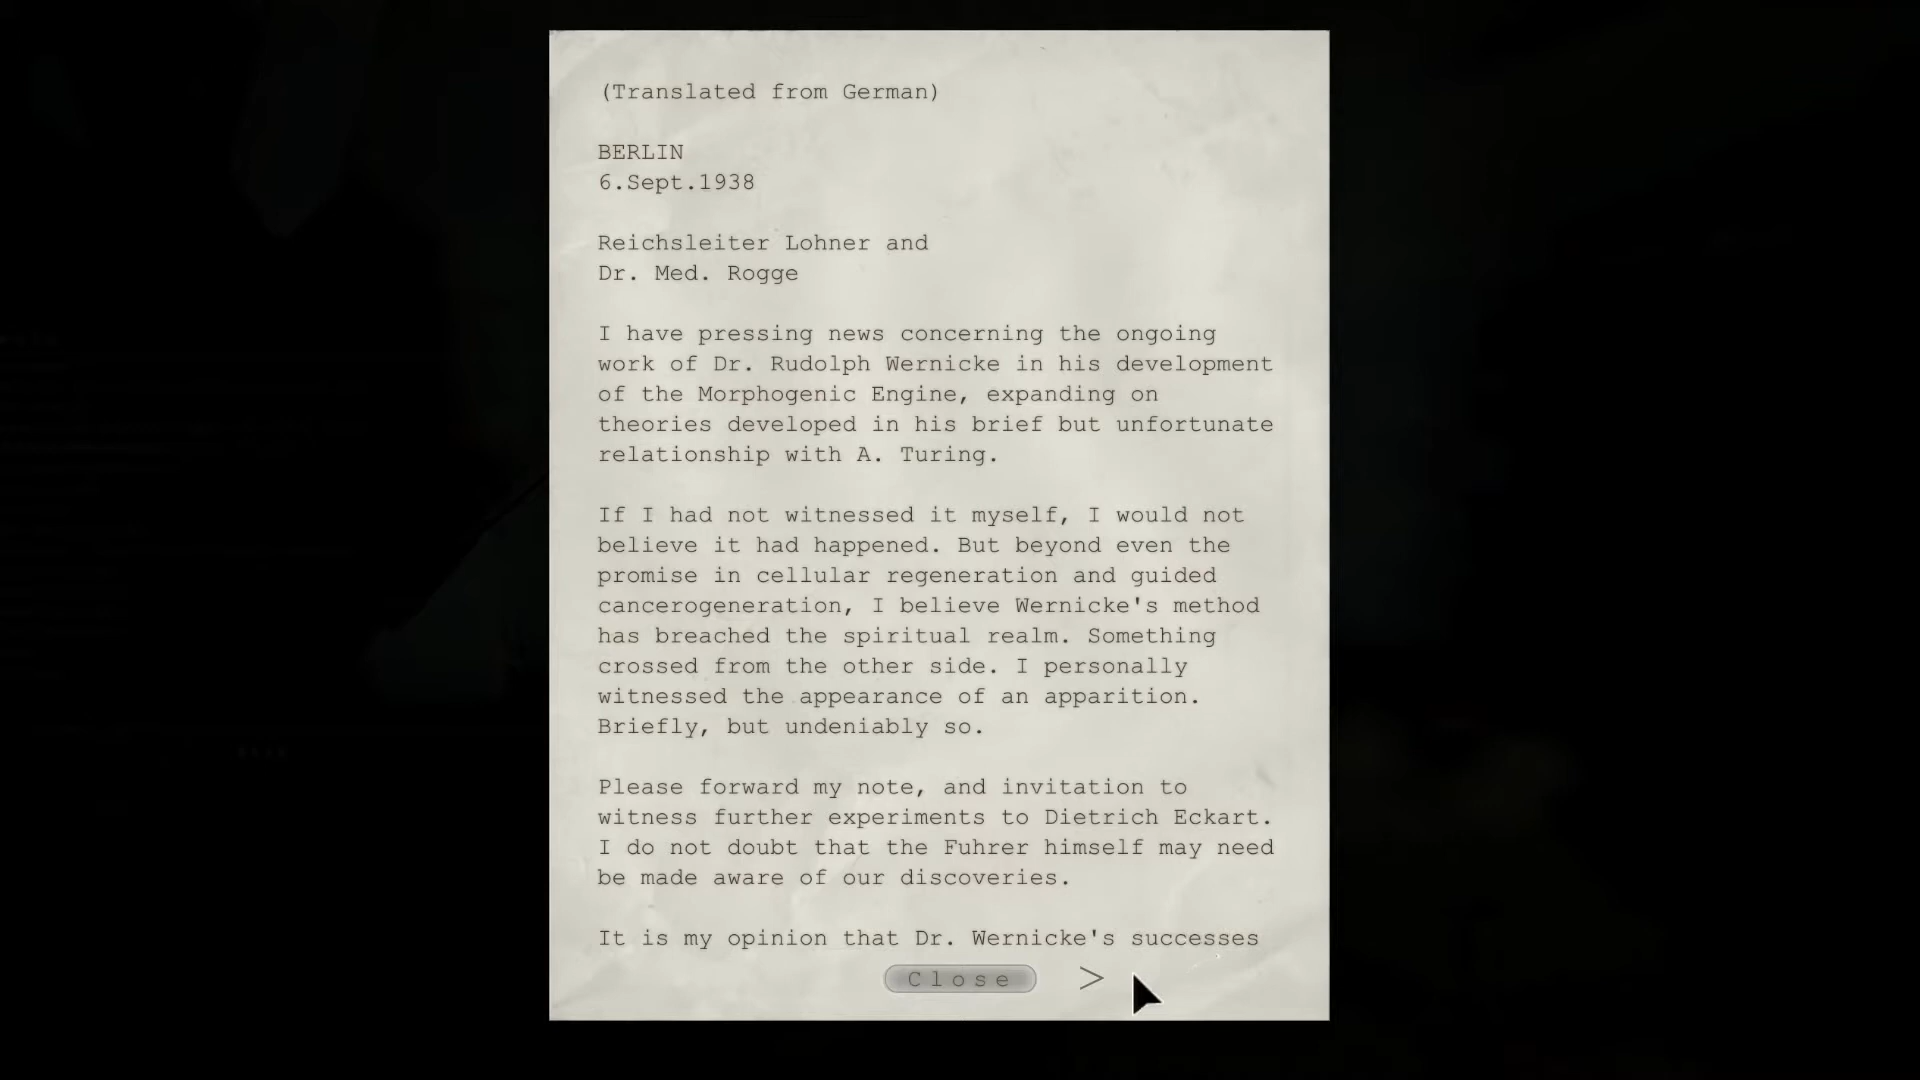 (Translated from German)
BERLIN
6.Sept.1938
Reichsleiter Lohner and
Dr. Med. Rogge
I have pressing news concerning the ongoing
work of Dr. Rudolph Wernicke in his development
of the Morphogenic Engine, expanding on
theories developed in his brief but unfortunate
relationship with A. Turing.
If I had not witnessed it myself, I would not
believe it had happened. But beyond even the
promise in cellular regeneration and guided
cancerogeneration, I believe Wernicke's method
has breached the spiritual realm. Something
crossed from the other side. I personally
witnessed the appearance of an apparition.
Briefly, but undeniably so.
Please forward my note, and invitation to
witness further experiments to Dietrich Eckart.
I do not doubt that the Fuhrer himself may need
be made aware of our discoveries.
It is my opinion that Dr. Wernicke's successes
Close >